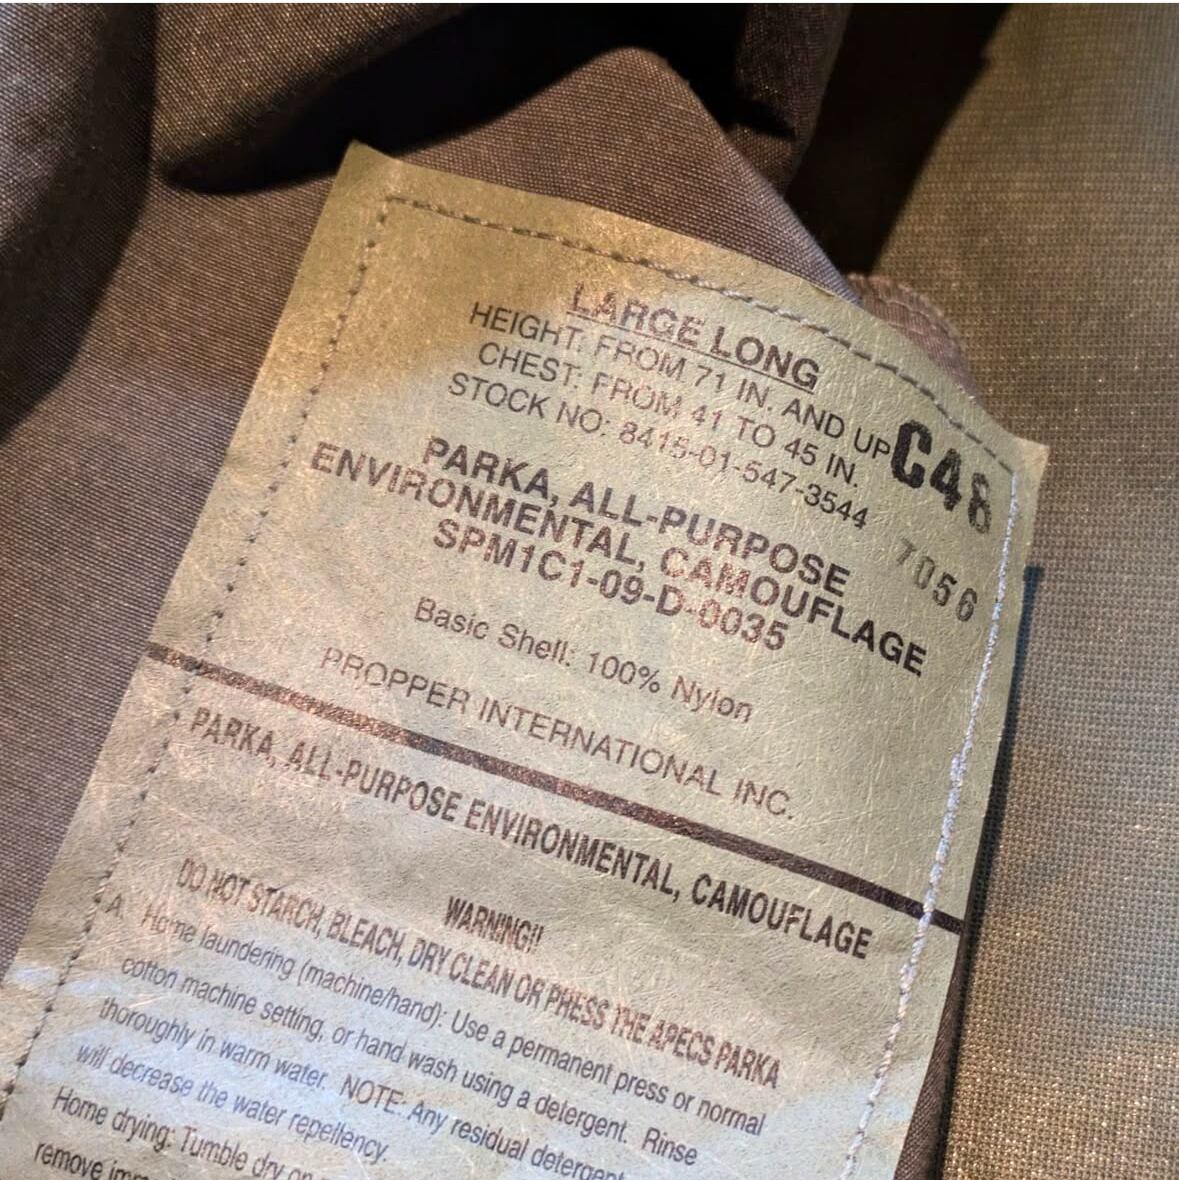 LARGE LONG
HEIGHT: FROM 71 IN. AND UP
CHEST: FROM 41 TO 45 IN.
STOCK NO: 8415-01-547-3544
C48
7056
PARKA, ALL-PURPOSE
ENVIRONMENTAL, CAMOUFLAGE
SPM1C1-09-D-0035
Basic Shell: 100% Nylon
PROPPER INTERNATIONAL INC.
PARKA, ALL-PURPOSE ENVIRONMENTAL, CAMOUFLAGE
WARNING!!
DO NOT STARCH, BLEACH, DRY CLEAN OR PRESS THE APECS PARKA
A. Home laundering (machine/hand): Use a permanent press or normal
cotton machine setting, or hand wash using a detergent. Rinse
thoroughly in warm water. NOTE: Any residual detergent
will decrease the water repellency.
Home drying: Tumble dry on
remove